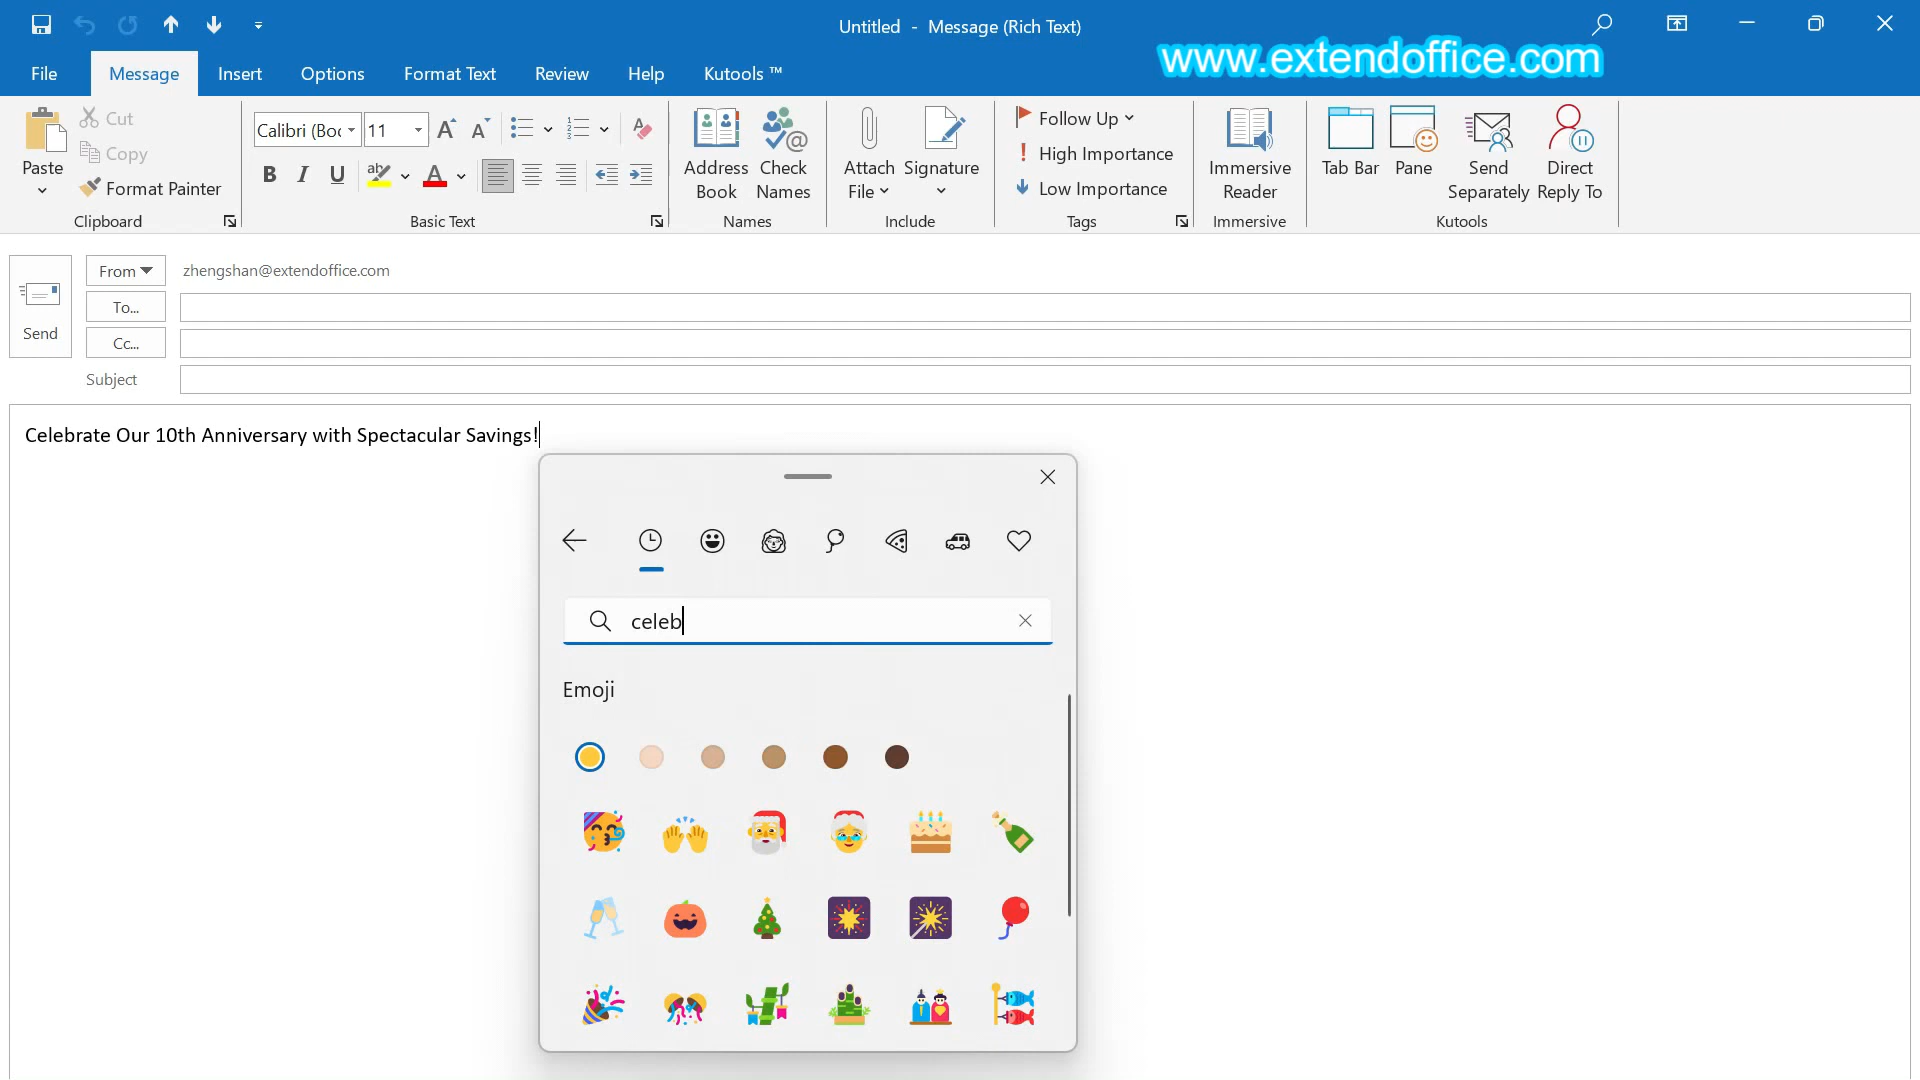 Untitled - Message (Rich Text)
www.extendoffice.com
File Message Insert Options Format Text Review Help Kutools ™
Paste
Cut
Copy
Format Painter
Clipboard
Calibri (Boc 11
B I U ab A
Basic Text
Address Book
Check Names
Names
Attach File
Signature
Include
Follow Up
High Importance
Low Importance
Tags
Immersive Reader
Immersive
Tab Bar
Pane
Send Separately
Direct Reply To
Kutools
Send
From zhengshan@extendoffice.com
To...
Cc...
Subject
Celebrate Our 10th Anniversary with Spectacular Savings!
celeb
Emoji